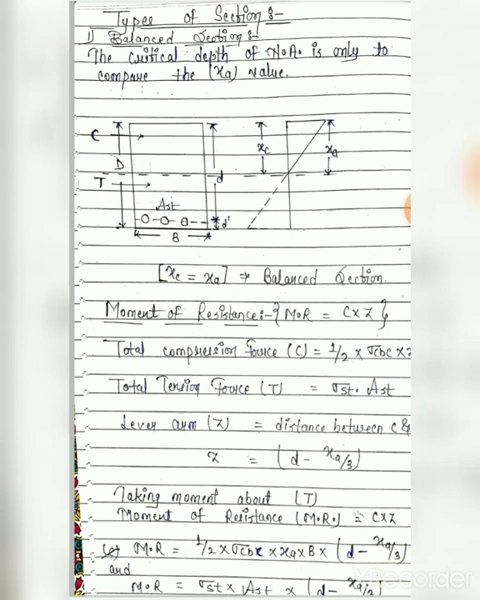 Types of Section:-
1) Balanced Section:-
The critical depth of N.A. is only to
compare the (xa) value.
C
D
T
Ast
B
d
d'
xc
xa
[xc = xa] ⇒ Balanced Section.
Moment of Resistance:-{M.O.R = C×Z}
Total compression force (C) = 1/2 × σcbc ×
Total Tension Force (T) = σst. Ast
Lever arm (z) = distance between C &
z = (d - xa/3)
Taking moment about (T)
Moment of Resistance (M.R.) = C×Z
(c) M.O.R = 1/2 × σcbc × xa × B × (d - xa/3)
and
M.O.R = σst × Ast × (d - xa/3)
XRecorder